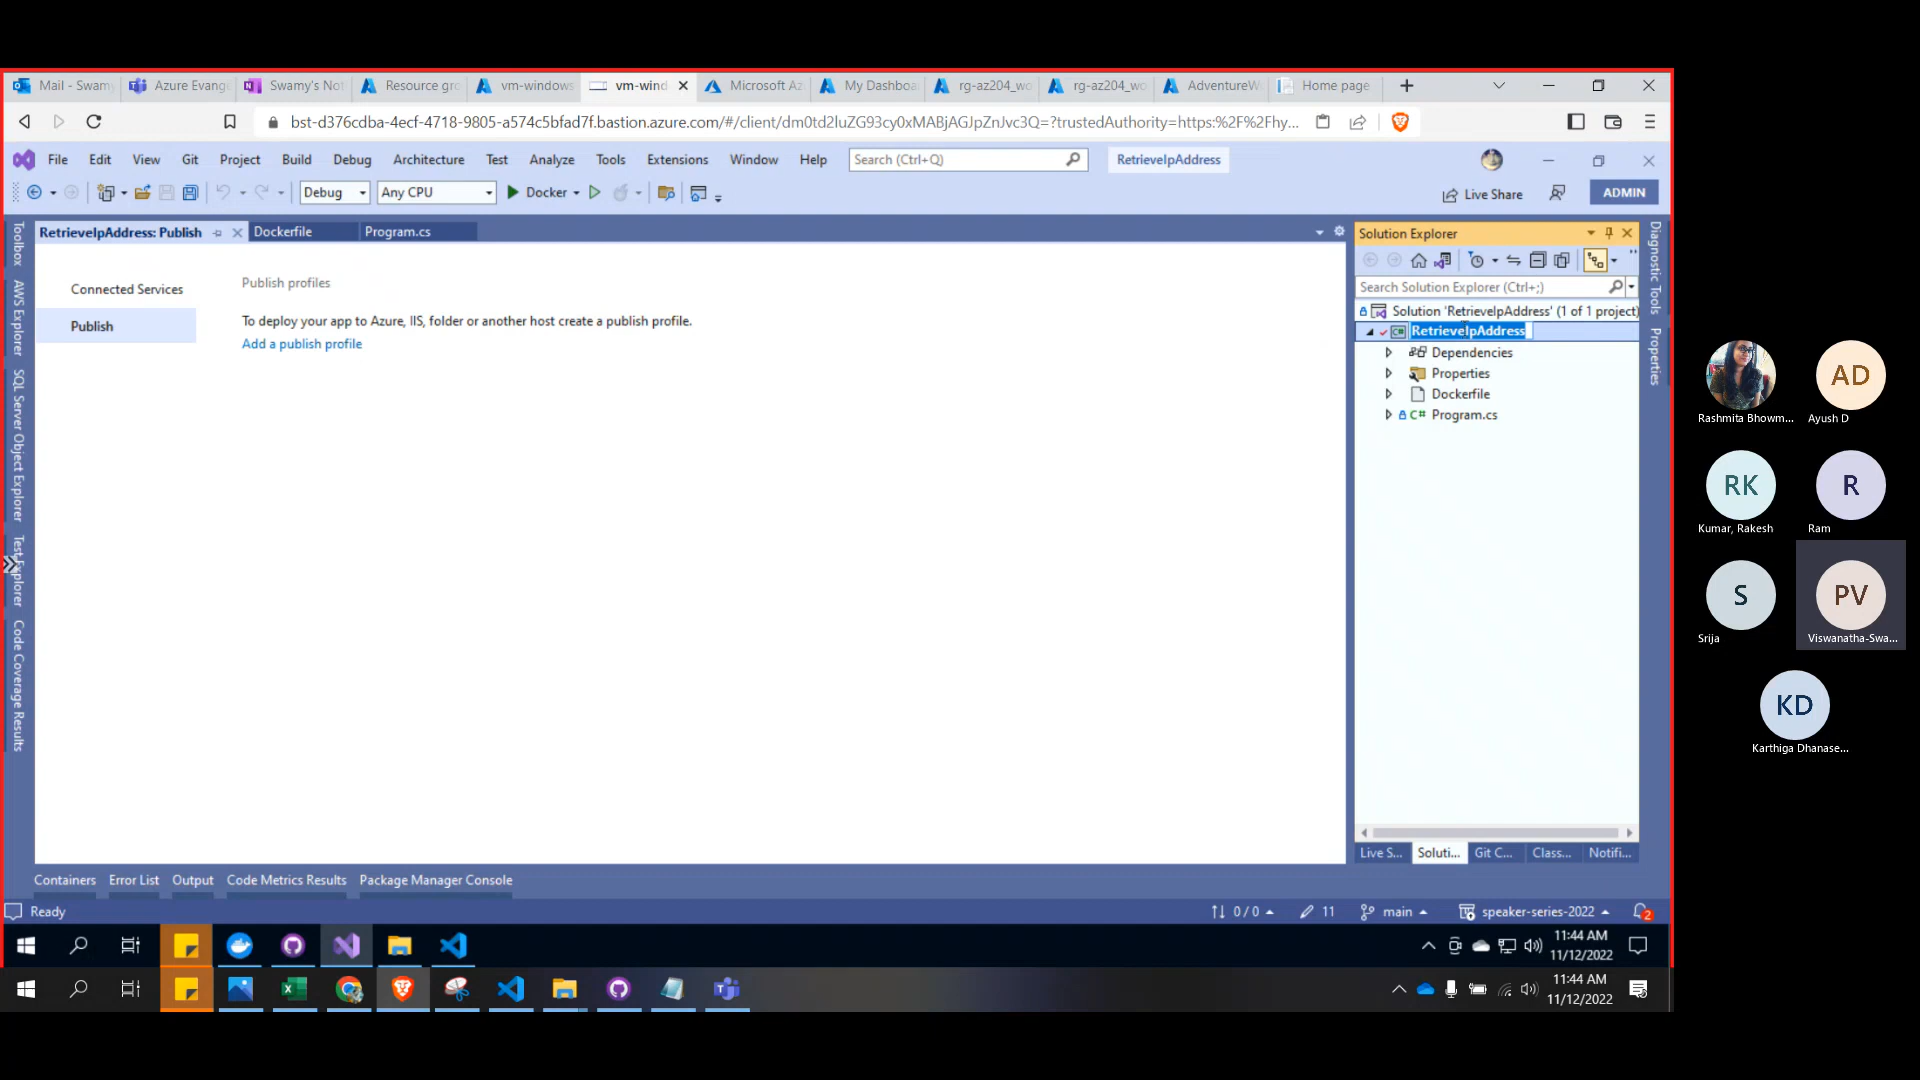 Mail - Swamy
Azure Evang
Swamy's Not
Resource gro
vm-windows
vm-wind
Microsoft Az
My Dashboa
rg-az204_wo
rg-az204_wo
AdventureW
Home page
bst-d376cdba-4ecf-4718-9805-a574c5bfad7f.bastion.azure.com/#/client/dm0td2luZG93cy0xMABjAGJpZnJvc3Q=?trustedAuthority=https:%2F%2Fhy...
File Edit View Git Project Build Debug Architecture Test Analyze Tools Extensions Window Help Search (Ctrl+Q) RetrieveIpAddress
Debug Any CPU Docker Live Share ADMIN
RetrieveIpAddress: Publish Dockerfile Program.cs
Toolbox
AWS Explorer
SQL Server Object Explorer
Test Explorer
Code Coverage Results
Connected Services
Publish
Publish profiles
To deploy your app to Azure, IIS, folder or another host create a publish profile.
Add a publish profile
Solution Explorer
Search Solution Explorer (Ctrl+;)
Solution 'RetrieveIpAddress' (1 of 1 project)
C# RetrieveIpAddress
Dependencies
Properties
Dockerfile
C# Program.cs
Live S... Soluti... Git C... Class... Notifi...
Diagnostic Tools
Properties
Containers Error List Output Code Metrics Results Package Manager Console
Ready 0 / 0 11 main speaker-series-2022 2
11:44 AM
11/12/2022
11:44 AM
11/12/2022
Rashmita Bhowm...
AD
Ayush D
RK
Kumar, Rakesh
R
Ram
S
Srija
PV
Viswanatha-Swa...
KD
Karthiga Dhanase...